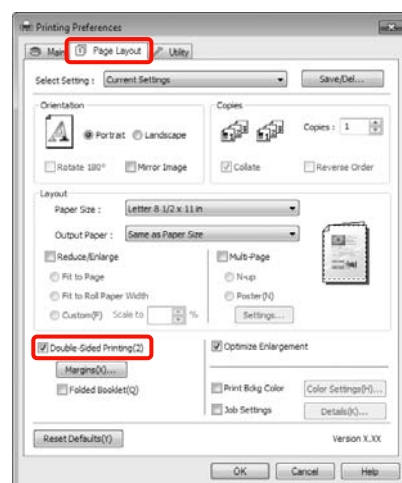 Printing Preferences
Main Page Layout Utility
Select Setting : Current Settings Save/Del...
Orientation Copies
Portrait Landscape Copies : 1
Rotate 180° Mirror Image Collate Reverse Order
Layout
Paper Size : Letter 8 1/2 x 11 in
Output Paper : Same as Paper Size
Reduce/Enlarge Multi-Page
Fit to Page N-up
Fit to Roll Paper Width Poster(N)
Custom(P) Scale to % Settings...
Double-Sided Printing(2) Optimize Enlargement
Margins(X)...
Folded Booklet(Q) Print Bckg Color Color Settings(H)...
Job Settings Details(K)...
Reset Defaults(Y) Version X.XX
OK Cancel Help